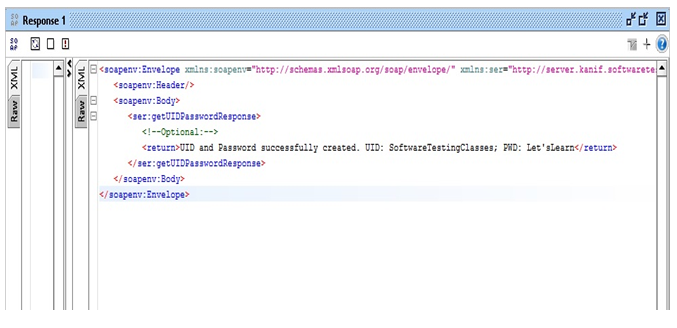 Response 1
XML
Raw
XML
Raw
<soapenv:Envelope xmlns:soapenv="http://schemas.xmlsoap.org/soap/envelope/" xmlns:ser="http://server.kanif.softwarete
<soapenv:Header/>
<soapenv:Body>
<ser:getUIDPasswordResponse>
<!--Optional:-->
<return>UID and Password successfully created. UID: SoftwareTestingClasses; PWD: Let'sLearn</return>
</ser:getUIDPasswordResponse>
</soapenv:Body>
</soapenv:Envelope>